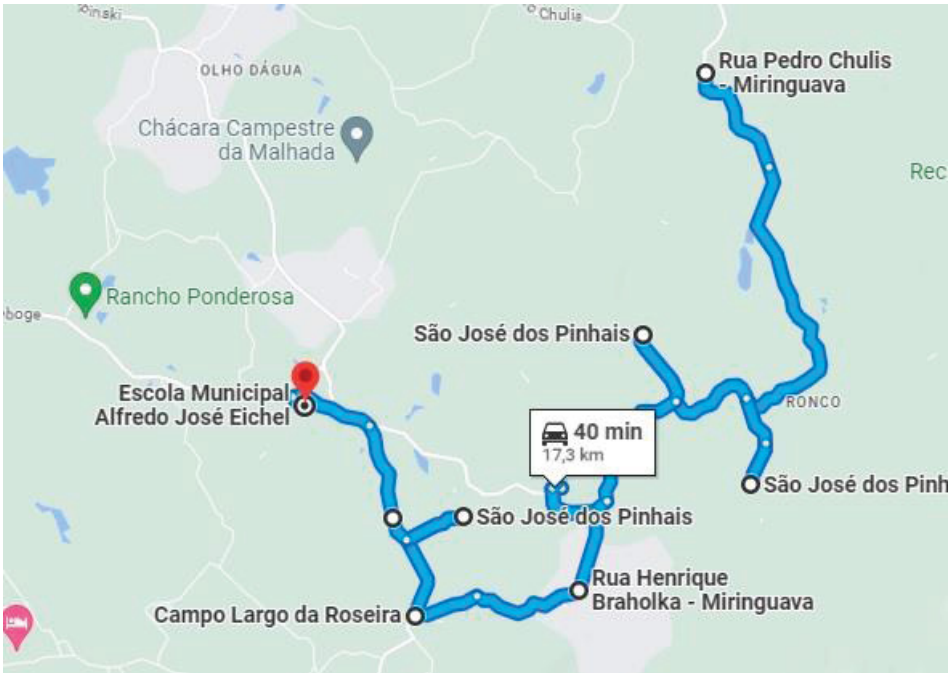 Chulis
OLHO DÁGUA
Rua Pedro Chulis
- Miringuava
Chácara Campestre
da Malhada
Rec
Rancho Ponderosa
boge
São José dos Pinhais
Escola Municipal
Alfredo José Eichel
RONCO
40 min
17,3 km
São José dos Pinh
São José dos Pinhais
Rua Henrique
Braholka - Miringuava
Campo Largo da Roseira